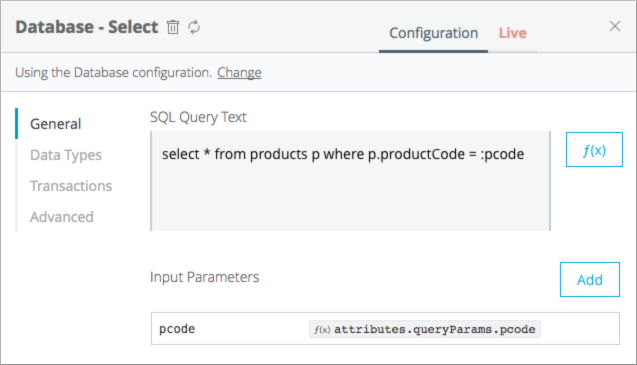 Database - Select
Configuration
Live
Using the Database configuration. Change
General
Data Types
Transactions
Advanced
SQL Query Text
select * from products p where p.productCode = :pcode
ƒ(x)
Input Parameters
Add
pcode
ƒ(x) attributes.queryParams.pcode